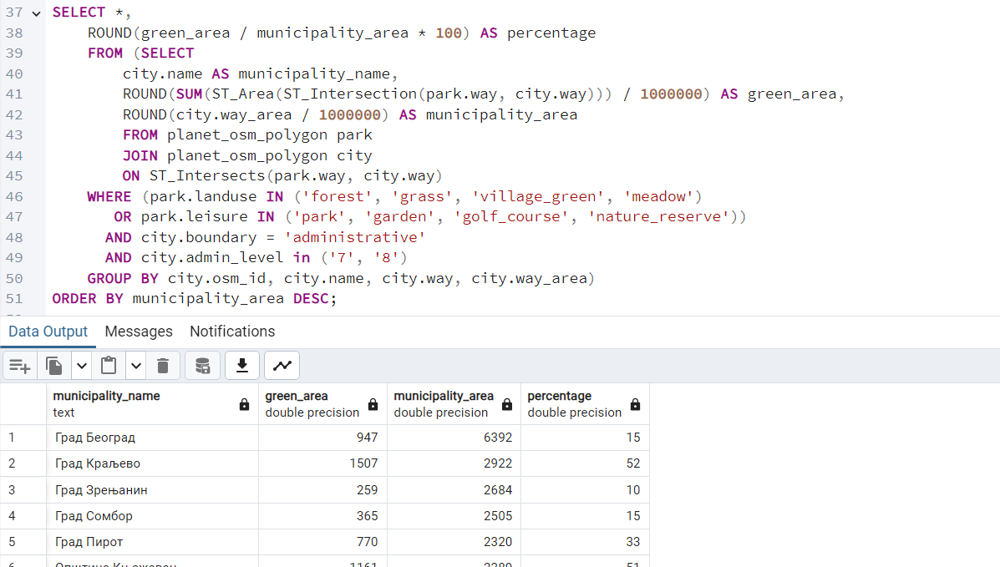 37 SELECT *,
38 ROUND(green_area / municipality_area * 100) AS percentage
39 FROM (SELECT
40 city.name AS municipality_name,
41 ROUND(SUM(ST_Area(ST_Intersection(park.way, city.way))) / 1000000) AS green_area,
42 ROUND(city.way_area / 1000000) AS municipality_area
43 FROM planet_osm_polygon park
44 JOIN planet_osm_polygon city
45 ON ST_Intersects(park.way, city.way)
46 WHERE (park.landuse IN ('forest', 'grass', 'village_green', 'meadow')
47 OR park.leisure IN ('park', 'garden', 'golf_course', 'nature_reserve'))
48 AND city.boundary = 'administrative'
49 AND city.admin_level in ('7', '8')
50 GROUP BY city.osm_id, city.name, city.way, city.way_area)
51 ORDER BY municipality_area DESC;
Data Output Messages Notifications
municipality_name green_area municipality_area percentage
text double precision double precision double precision
1 Град Београд 947 6392 15
2 Град Краљево 1507 2922 52
3 Град Зрењанин 259 2684 10
4 Град Сомбор 365 2505 15
5 Град Пирот 770 2320 33